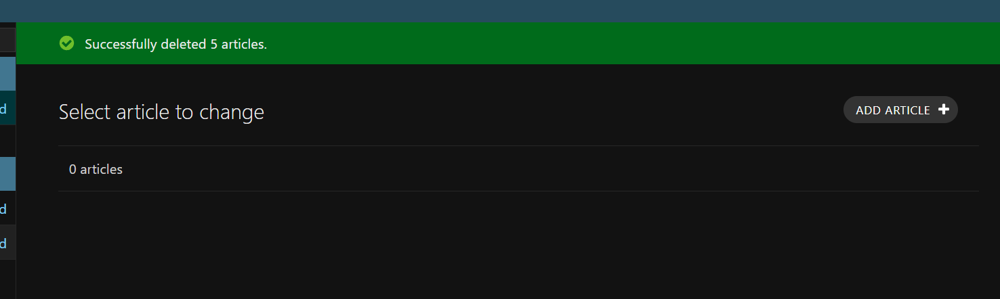 Successfully deleted 5 articles.
Select article to change
ADD ARTICLE
0 articles
d
d
d